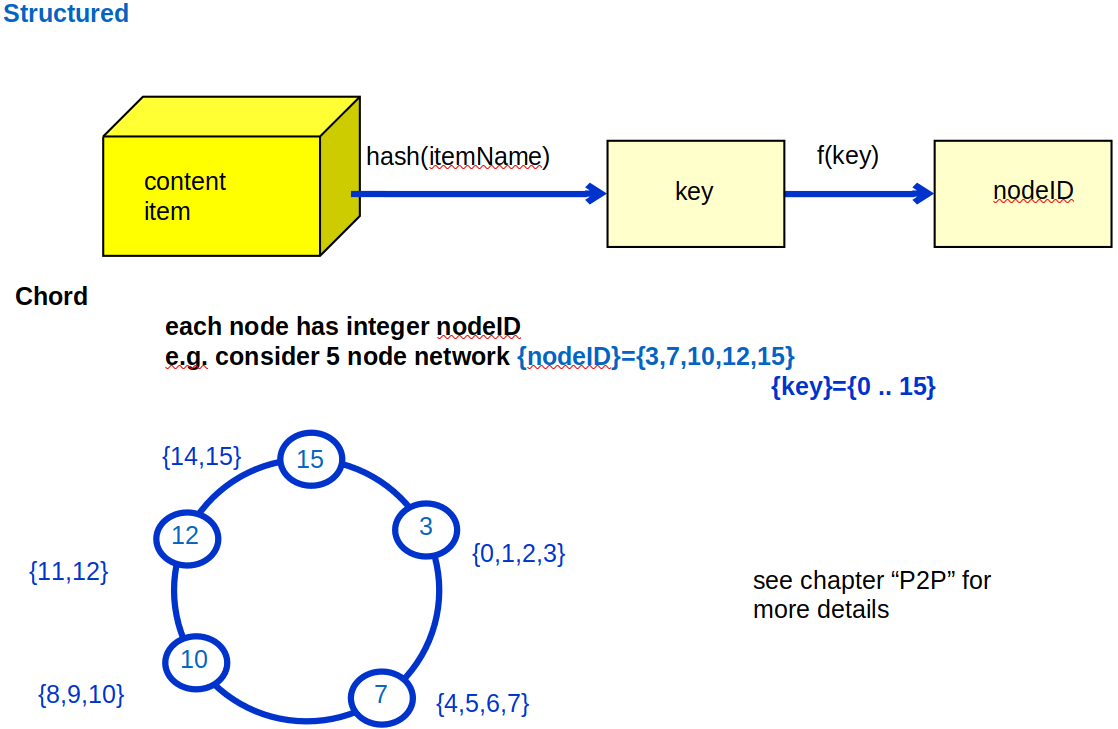 Structured
content
item
hash(itemName)
key
f(key)
nodeID
Chord
each node has integer nodeID
e.g. consider 5 node network {nodeID}={3,7,10,12,15}
{key}={0 .. 15}
{14,15}
15
12
3
{0,1,2,3}
{11,12}
see chapter “P2P” for
more details
10
{8,9,10}
7
{4,5,6,7}